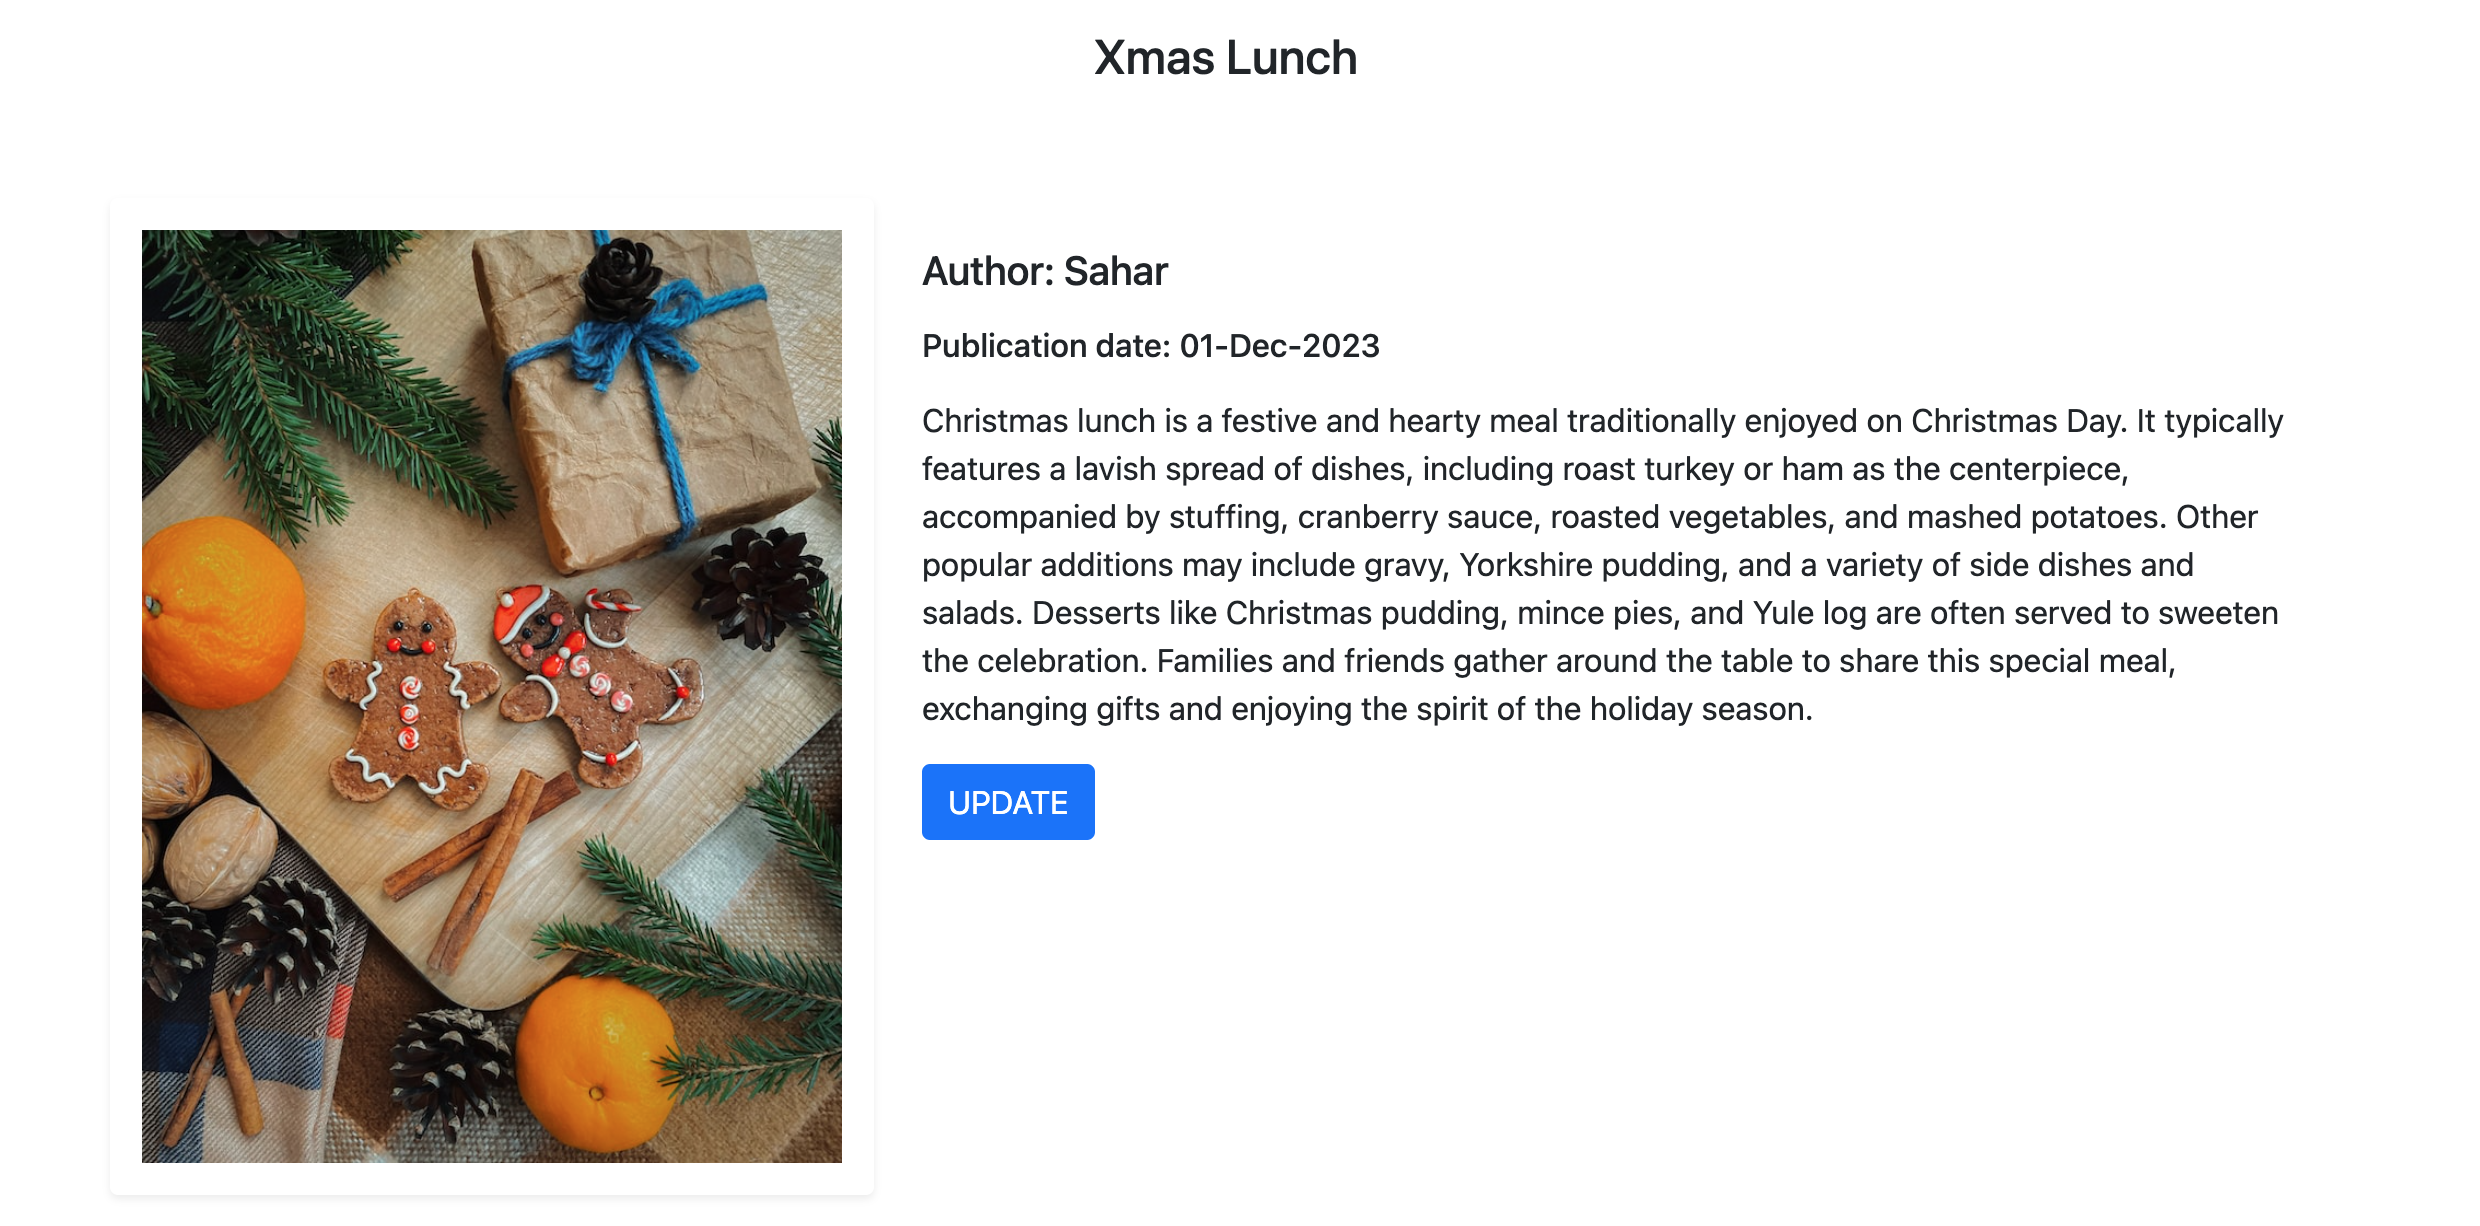 Xmas Lunch
Author: Sahar
Publication date: 01-Dec-2023
Christmas lunch is a festive and hearty meal traditionally enjoyed on Christmas Day. It typically
features a lavish spread of dishes, including roast turkey or ham as the centerpiece,
accompanied by stuffing, cranberry sauce, roasted vegetables, and mashed potatoes. Other
popular additions may include gravy, Yorkshire pudding, and a variety of side dishes and
salads. Desserts like Christmas pudding, mince pies, and Yule log are often served to sweeten
the celebration. Families and friends gather around the table to share this special meal,
exchanging gifts and enjoying the spirit of the holiday season.
UPDATE